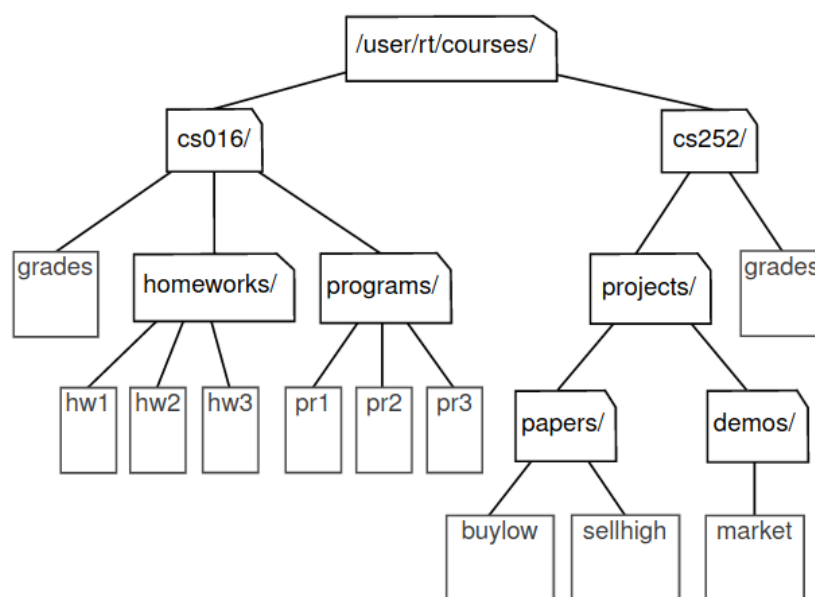 /user/rt/courses/
cs016/
cs252/
grades
homeworks/
programs/
projects/
grades
hw1
hw2
hw3
pr1
pr2
pr3
papers/
demos/
buylow
sellhigh
market